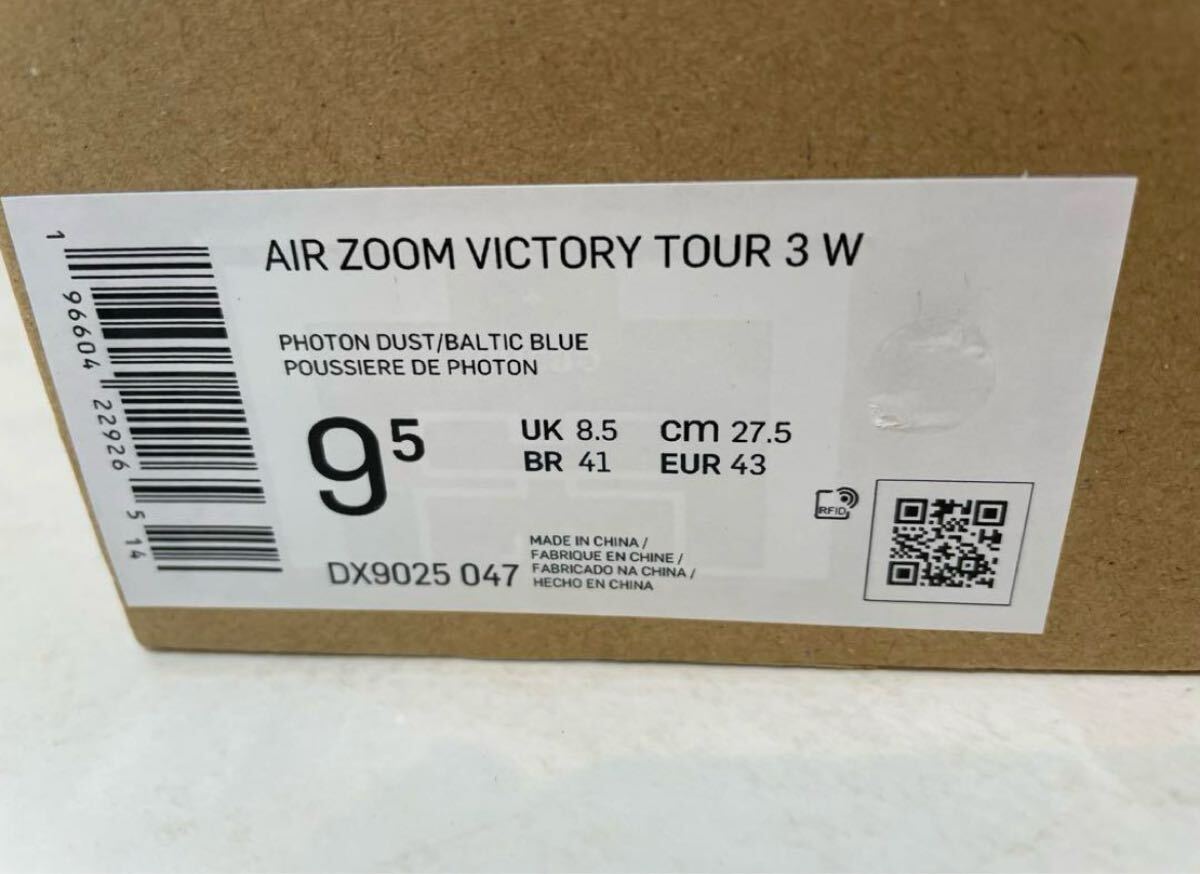 AIR ZOOM VICTORY TOUR 3 W
PHOTON DUST/BALTIC BLUE
POUSSIERE DE PHOTON
9⁵
UK 8.5 cm 27.5
BR 41 EUR 43
RFID
DX9025 047
MADE IN CHINA /
FABRIQUE EN CHINE /
FABRICADO NA CHINA /
HECHO EN CHINA
1 96604 22926 5 14